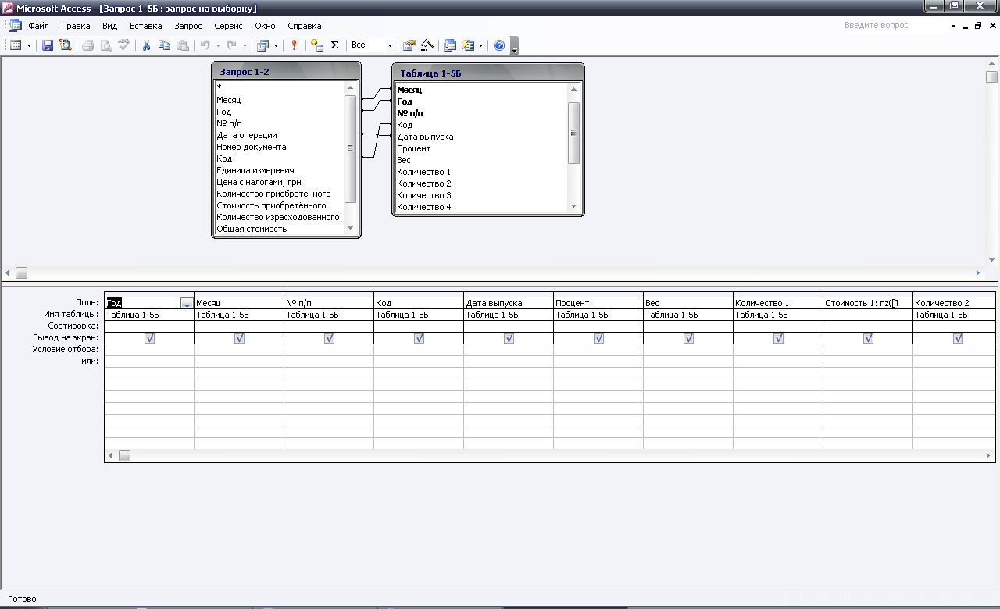 Microsoft Access - [Запрос 1-5Б : запрос на выборку]
Файл Правка Вид Вставка Запрос Сервис Окно Справка Введите вопрос
Все
Запрос 1-2
*
Месяц
Год
№ п/п
Дата операции
Номер документа
Код
Единица измерения
Цена с налогами, грн
Количество приобретённого
Стоимость приобретённого
Количество израсходованного
Общая стоимость
Таблица 1-5Б
Месяц
Год
№ п/п
Код
Дата выпуска
Процент
Вес
Количество 1
Количество 2
Количество 3
Количество 4
Поле: Год Месяц № п/п Код Дата выпуска Процент Вес Количество 1 Стоимость 1: nz([Т Количество 2
Имя таблицы: Таблица 1-5Б Таблица 1-5Б Таблица 1-5Б Таблица 1-5Б Таблица 1-5Б Таблица 1-5Б Таблица 1-5Б Таблица 1-5Б Таблица 1-5Б
Сортировка:
Вывод на экран:
Условие отбора:
или:
Готово